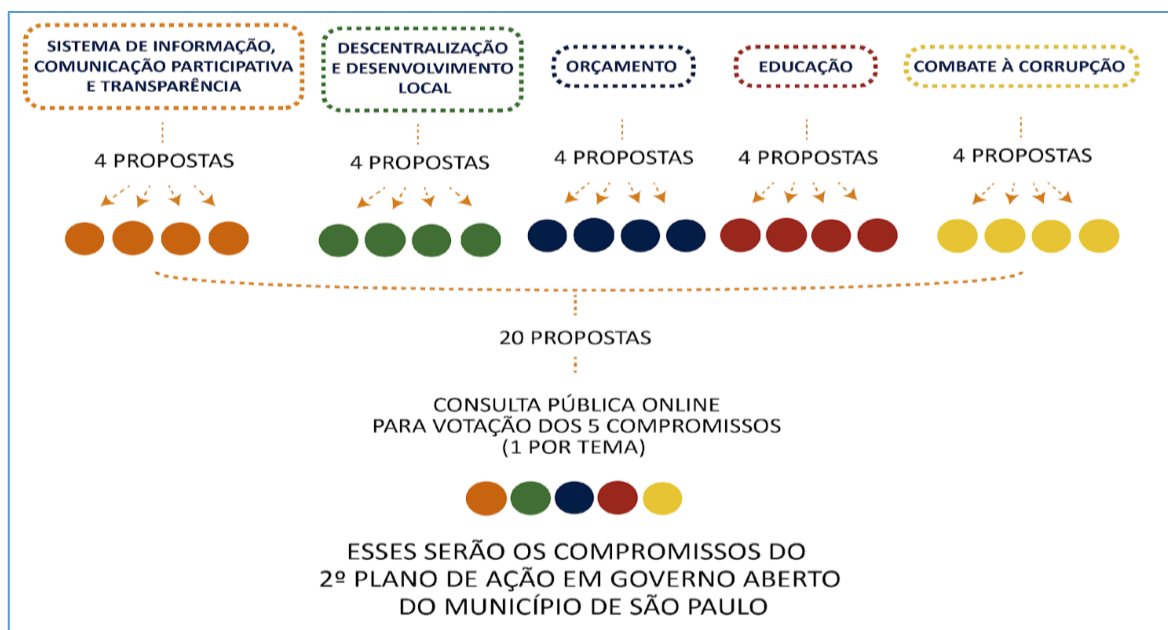 SISTEMA DE INFORMAÇÃO,
COMUNICAÇÃO PARTICIPATIVA
E TRANSPARÊNCIA
DESCENTRALIZAÇÃO
E DESENVOLVIMENTO
LOCAL
ORÇAMENTO
EDUCAÇÃO
COMBATE À CORRUPÇÃO
4 PROPOSTAS
4 PROPOSTAS
4 PROPOSTAS
4 PROPOSTAS
4 PROPOSTAS
20 PROPOSTAS
CONSULTA PÚBLICA ONLINE
PARA VOTAÇÃO DOS 5 COMPROMISSOS
(1 POR TEMA)
ESSES SERÃO OS COMPROMISSOS DO
2º PLANO DE AÇÃO EM GOVERNO ABERTO
DO MUNICÍPIO DE SÃO PAULO